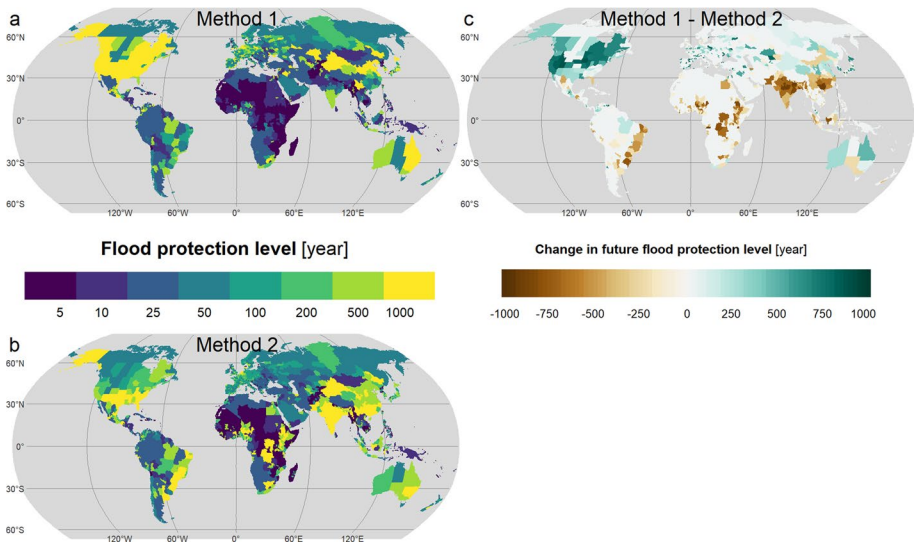 a
Method 1
60°N
30°N
0°
30°S
60°S
120°W 60°W 0° 60°E 120°E
c
Method 1 - Method 2
60°N
30°N
0°
30°S
60°S
120°W 60°W 0° 60°E 120°E
Flood protection level [year]
5 10 25 50 100 200 500 1000
Change in future flood protection level [year]
-1000 -750 -500 -250 0 250 500 750 1000
b
Method 2
60°N
30°N
0°
30°S
60°S
120°W 60°W 0° 60°E 120°E